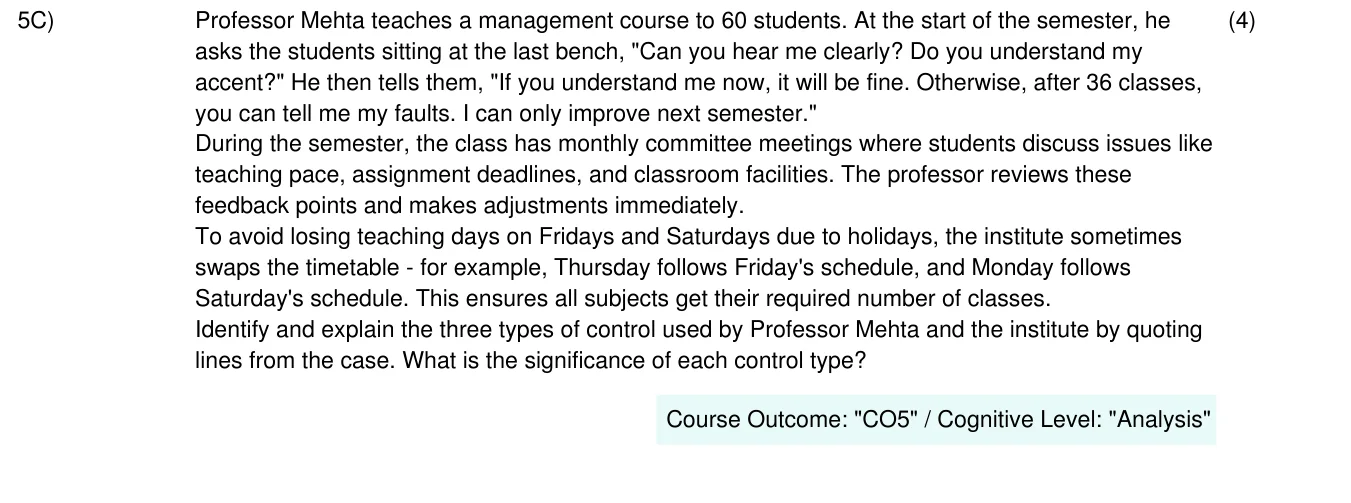 5C) Professor Mehta teaches a management course to 60 students. At the start of the semester, he (4)
asks the students sitting at the last bench, "Can you hear me clearly? Do you understand my
accent?" He then tells them, "If you understand me now, it will be fine. Otherwise, after 36 classes,
you can tell me my faults. I can only improve next semester."
During the semester, the class has monthly committee meetings where students discuss issues like
teaching pace, assignment deadlines, and classroom facilities. The professor reviews these
feedback points and makes adjustments immediately.
To avoid losing teaching days on Fridays and Saturdays due to holidays, the institute sometimes
swaps the timetable - for example, Thursday follows Friday's schedule, and Monday follows
Saturday's schedule. This ensures all subjects get their required number of classes.
Identify and explain the three types of control used by Professor Mehta and the institute by quoting
lines from the case. What is the significance of each control type?
Course Outcome: "CO5" / Cognitive Level: "Analysis"